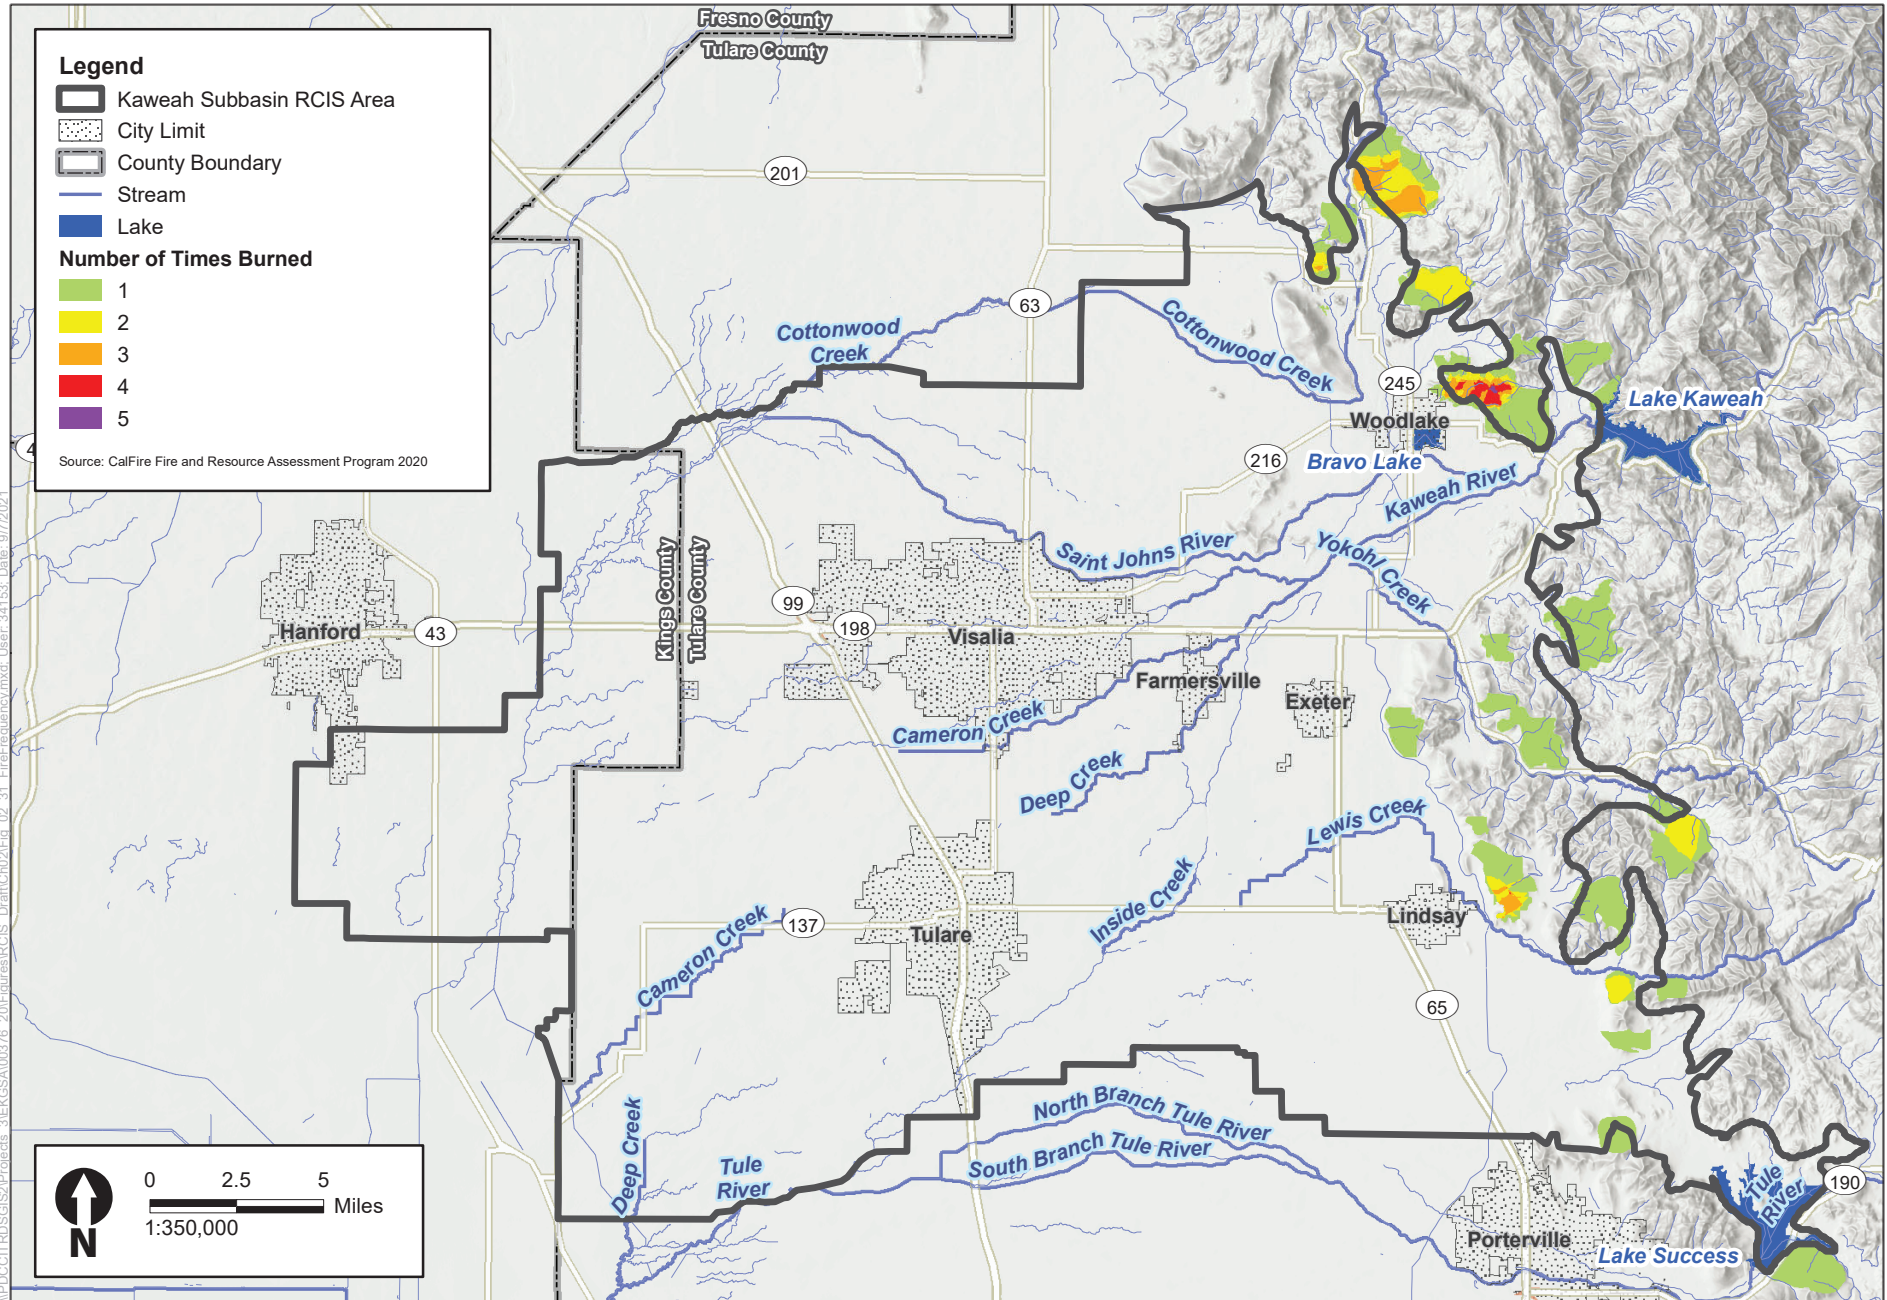 Fresno County
Tulare County
Legend
Kaweah Subbasin RCIS Area
City Limit
County Boundary
Stream
Lake
Number of Times Burned
1
2
3
4
5
Source: CalFire Fire and Resource Assessment Program 2020
201
63
Cottonwood
Creek
Cottonwood Creek
245
Woodlake
Lake Kaweah
4
216
Bravo Lake
Kaweah River
Saint Johns River
Yokohl Creek
Kings County
Tulare County
99
198
Hanford
43
Visalia
Farmersville
Exeter
Cameron Creek
Deep Creek
Lewis Creek
Inside Creek
Lindsay
137
Tulare
Cameron Creek
65
North Branch Tule River
South Branch Tule River
Deep Creek
Tule
River
Tule
River
190
Porterville
Lake Success
0 2.5 5
Miles
1:350,000
N